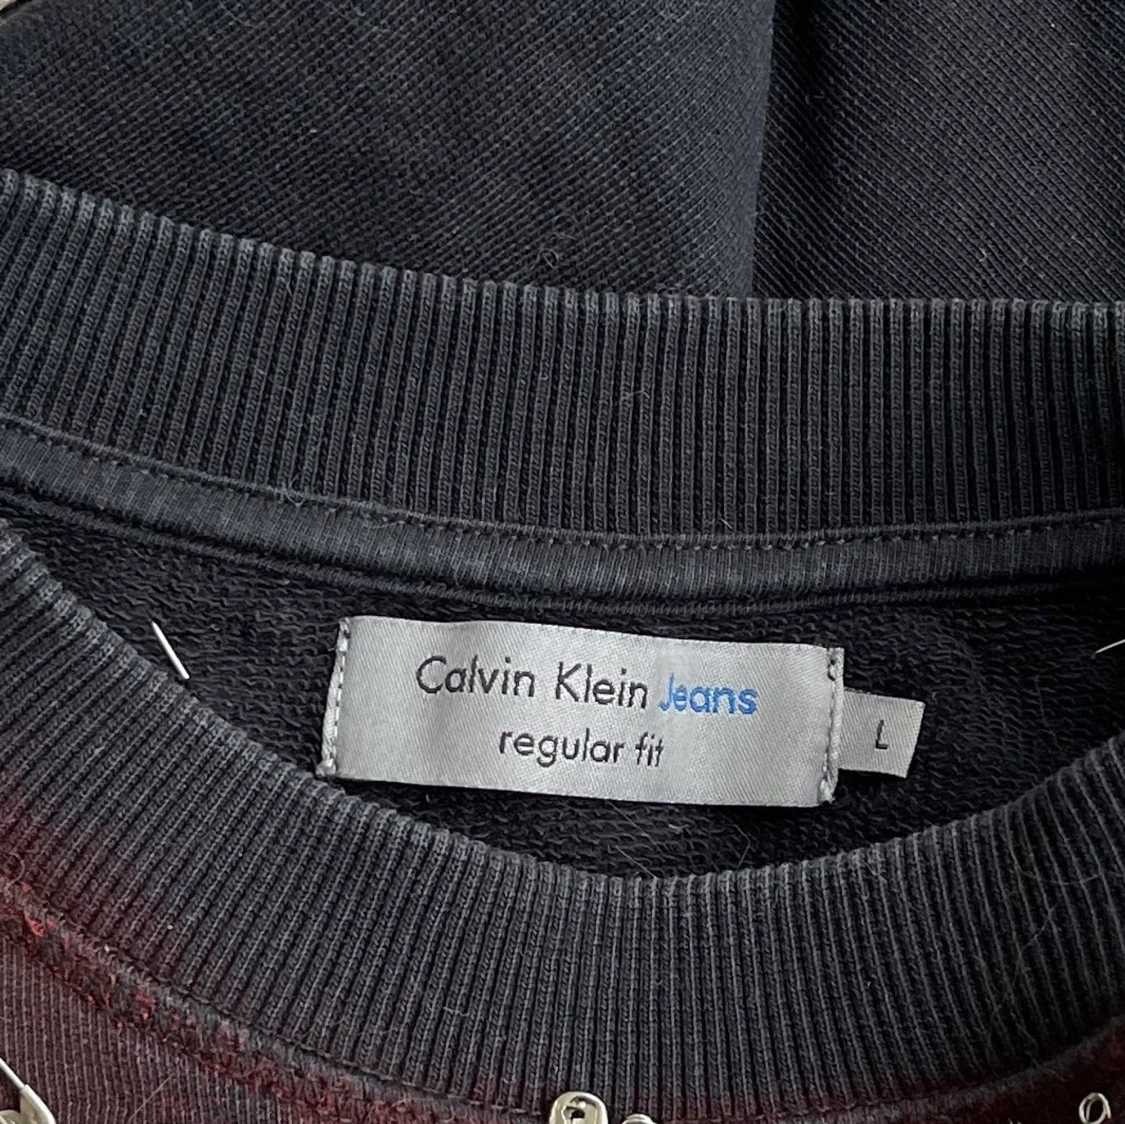 Calvin Klein Jeans
regular fit
L